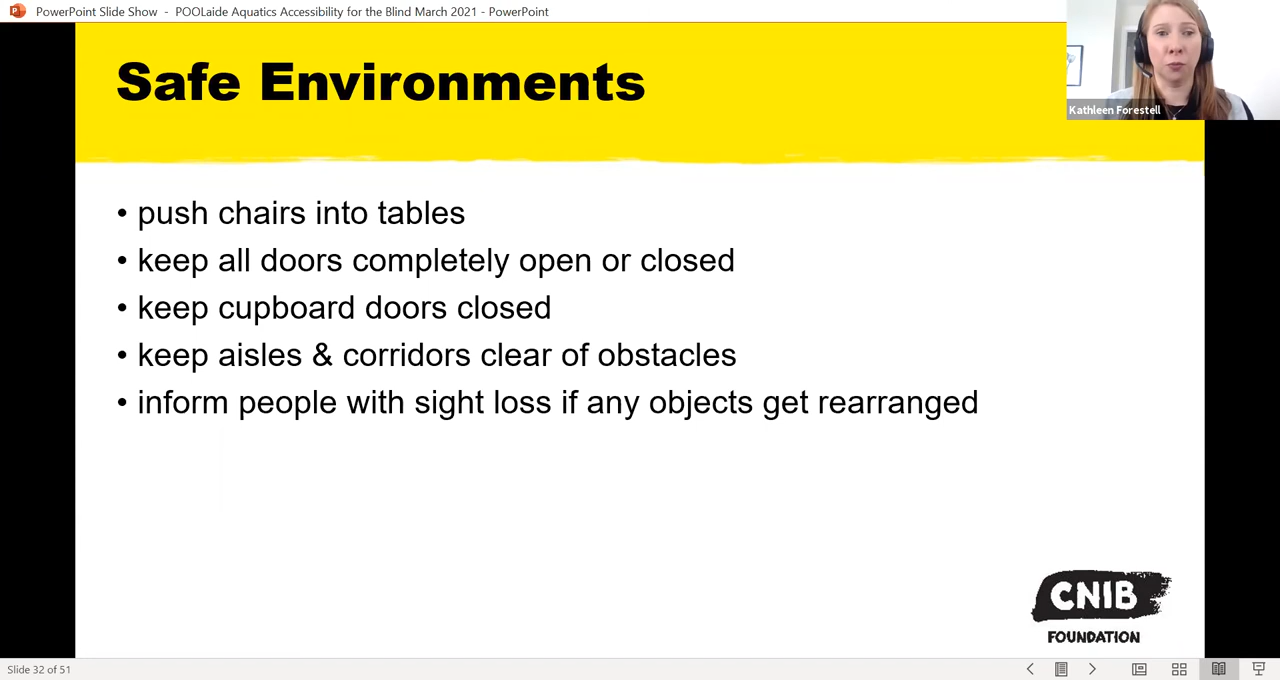 PowerPoint Slide Show - POOLaide Aquatics Accessibility for the Blind March 2021 - PowerPoint
Kathleen Forestell
Safe Environments
• push chairs into tables
• keep all doors completely open or closed
• keep cupboard doors closed
• keep aisles & corridors clear of obstacles
• inform people with sight loss if any objects get rearranged
CNIB
FOUNDATION
Slide 32 of 51